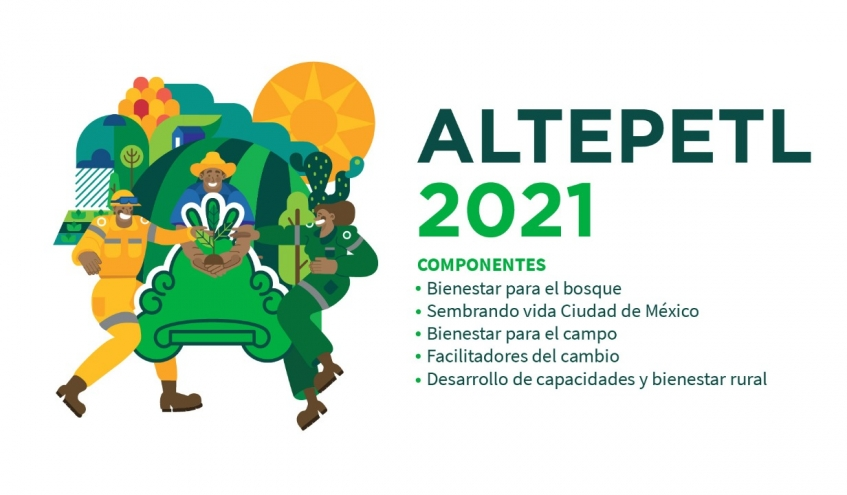 ALTEPETL
2021
COMPONENTES
• Bienestar para el bosque
• Sembrando vida Ciudad de México
• Bienestar para el campo
• Facilitadores del cambio
• Desarrollo de capacidades y bienestar rural